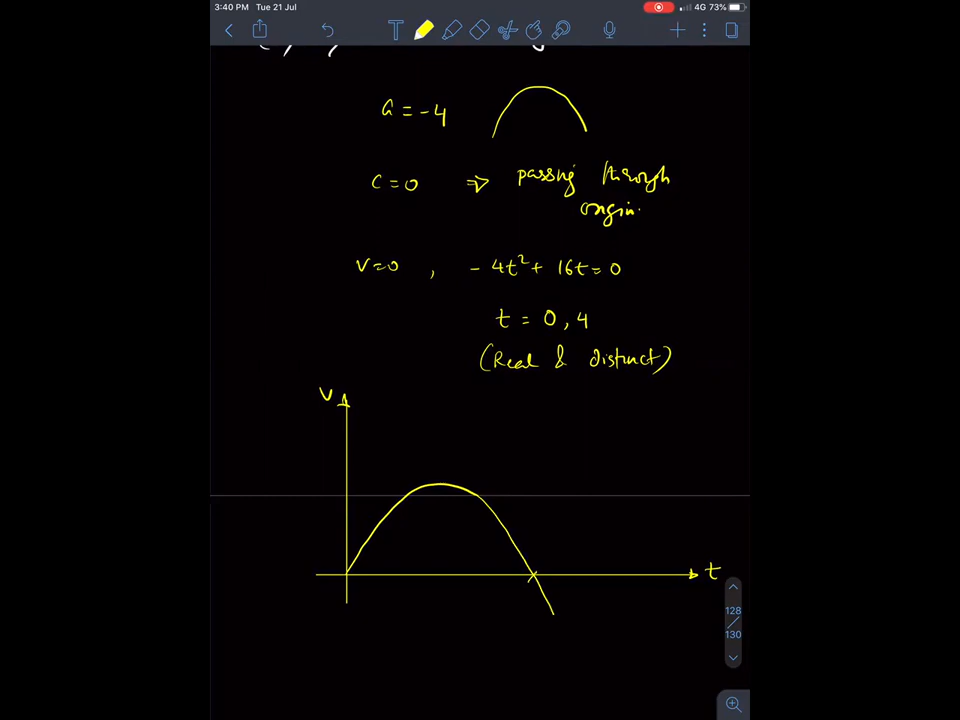 3:40 PM Tue 21 Jul
4G 73%
T
a = -4
c = 0 ⇒ passing through
origin.
v=0 , - 4t² + 16t = 0
t = 0, 4
(Real & distinct)
v
t
128
130